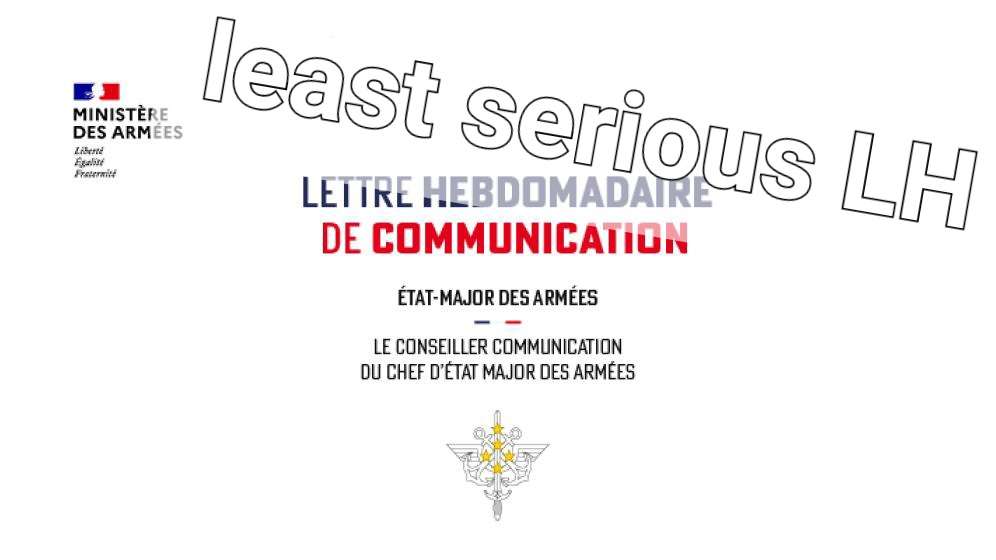 least serious LH
MINISTÈRE
DES ARMÉES
Liberté
Égalité
Fraternité
LETTRE HEBDOMADAIRE
DE COMMUNICATION
ÉTAT-MAJOR DES ARMÉES
LE CONSEILLER COMMUNICATION
DU CHEF D'ÉTAT MAJOR DES ARMÉES